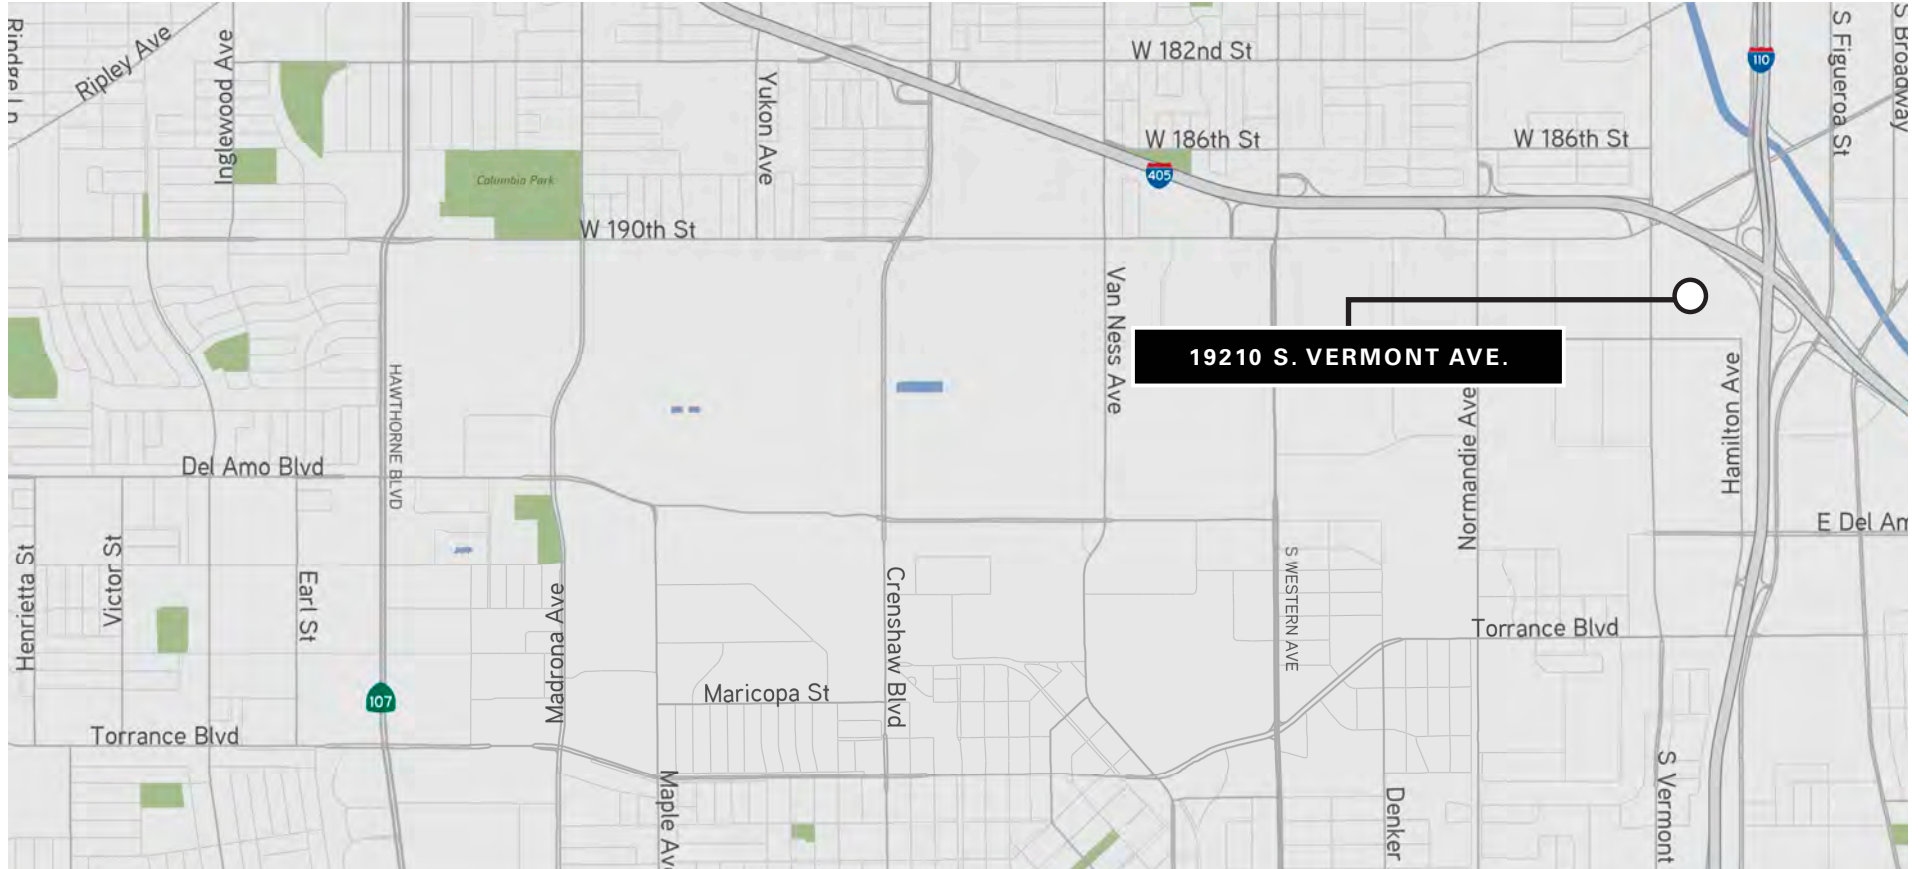 Ripley Ave
Inglewood Ave
W 182nd St
110
S Figueroa St
S Broadway
Yukon Ave
W 186th St
W 186th St
405
Columbia Park
W 190th St
Van Ness Ave
19210 S. VERMONT AVE.
HAWTHORNE BLVD
Hamilton Ave
Normandie Ave
Del Amo Blvd
E Del Am
Henrietta St
Victor St
Earl St
Madrona Ave
Crenshaw Blvd
S WESTERN AVE
Torrance Blvd
107
Maricopa St
Torrance Blvd
Maple Av
Denker
S Vermont